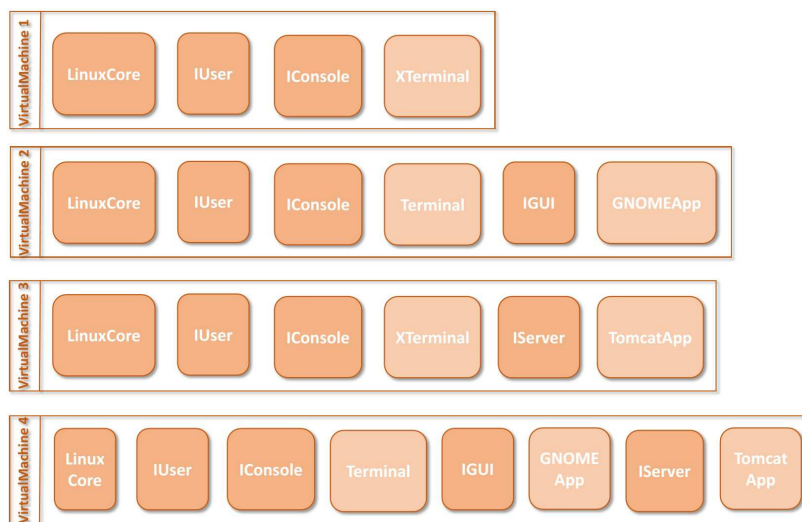 VirtualMachine 1
LinuxCore
IUser
IConsole
XTerminal
VirtualMachine 2
LinuxCore
IUser
IConsole
Terminal
IGUI
GNOMEApp
VirtualMachine 3
LinuxCore
IUser
IConsole
XTerminal
IServer
TomcatApp
VirtualMachine 4
Linux
Core
IUser
IConsole
Terminal
IGUI
GNOME
App
IServer
Tomcat
App